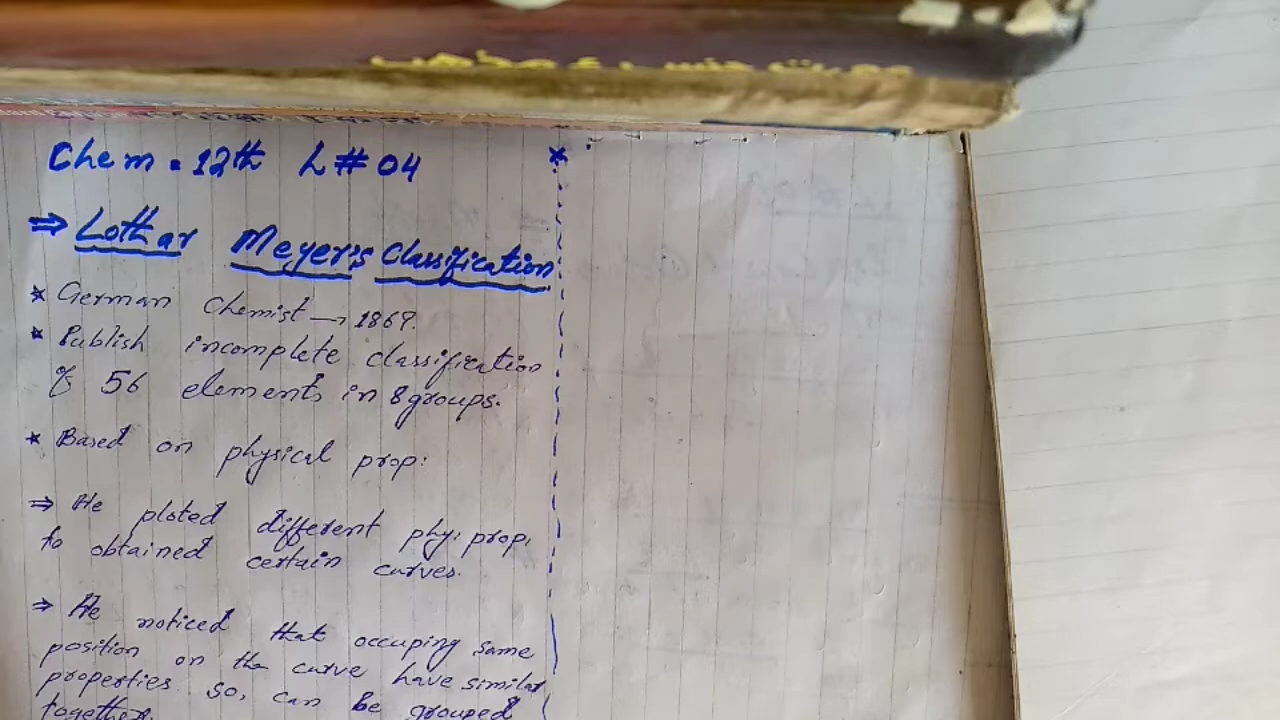 Chem. 12th L# 04
⇒ Lothar Meyer's Classification
* German Chemist → 1869.
* Publish incomplete classification
of 56 elements in 8 groups.
* Based on physical prop:
⇒ He ploted different phy: prop,
to obtained certain curves.
⇒ He noticed that occuping same
position on the curve have similar
properties. So, can be grouped
together.